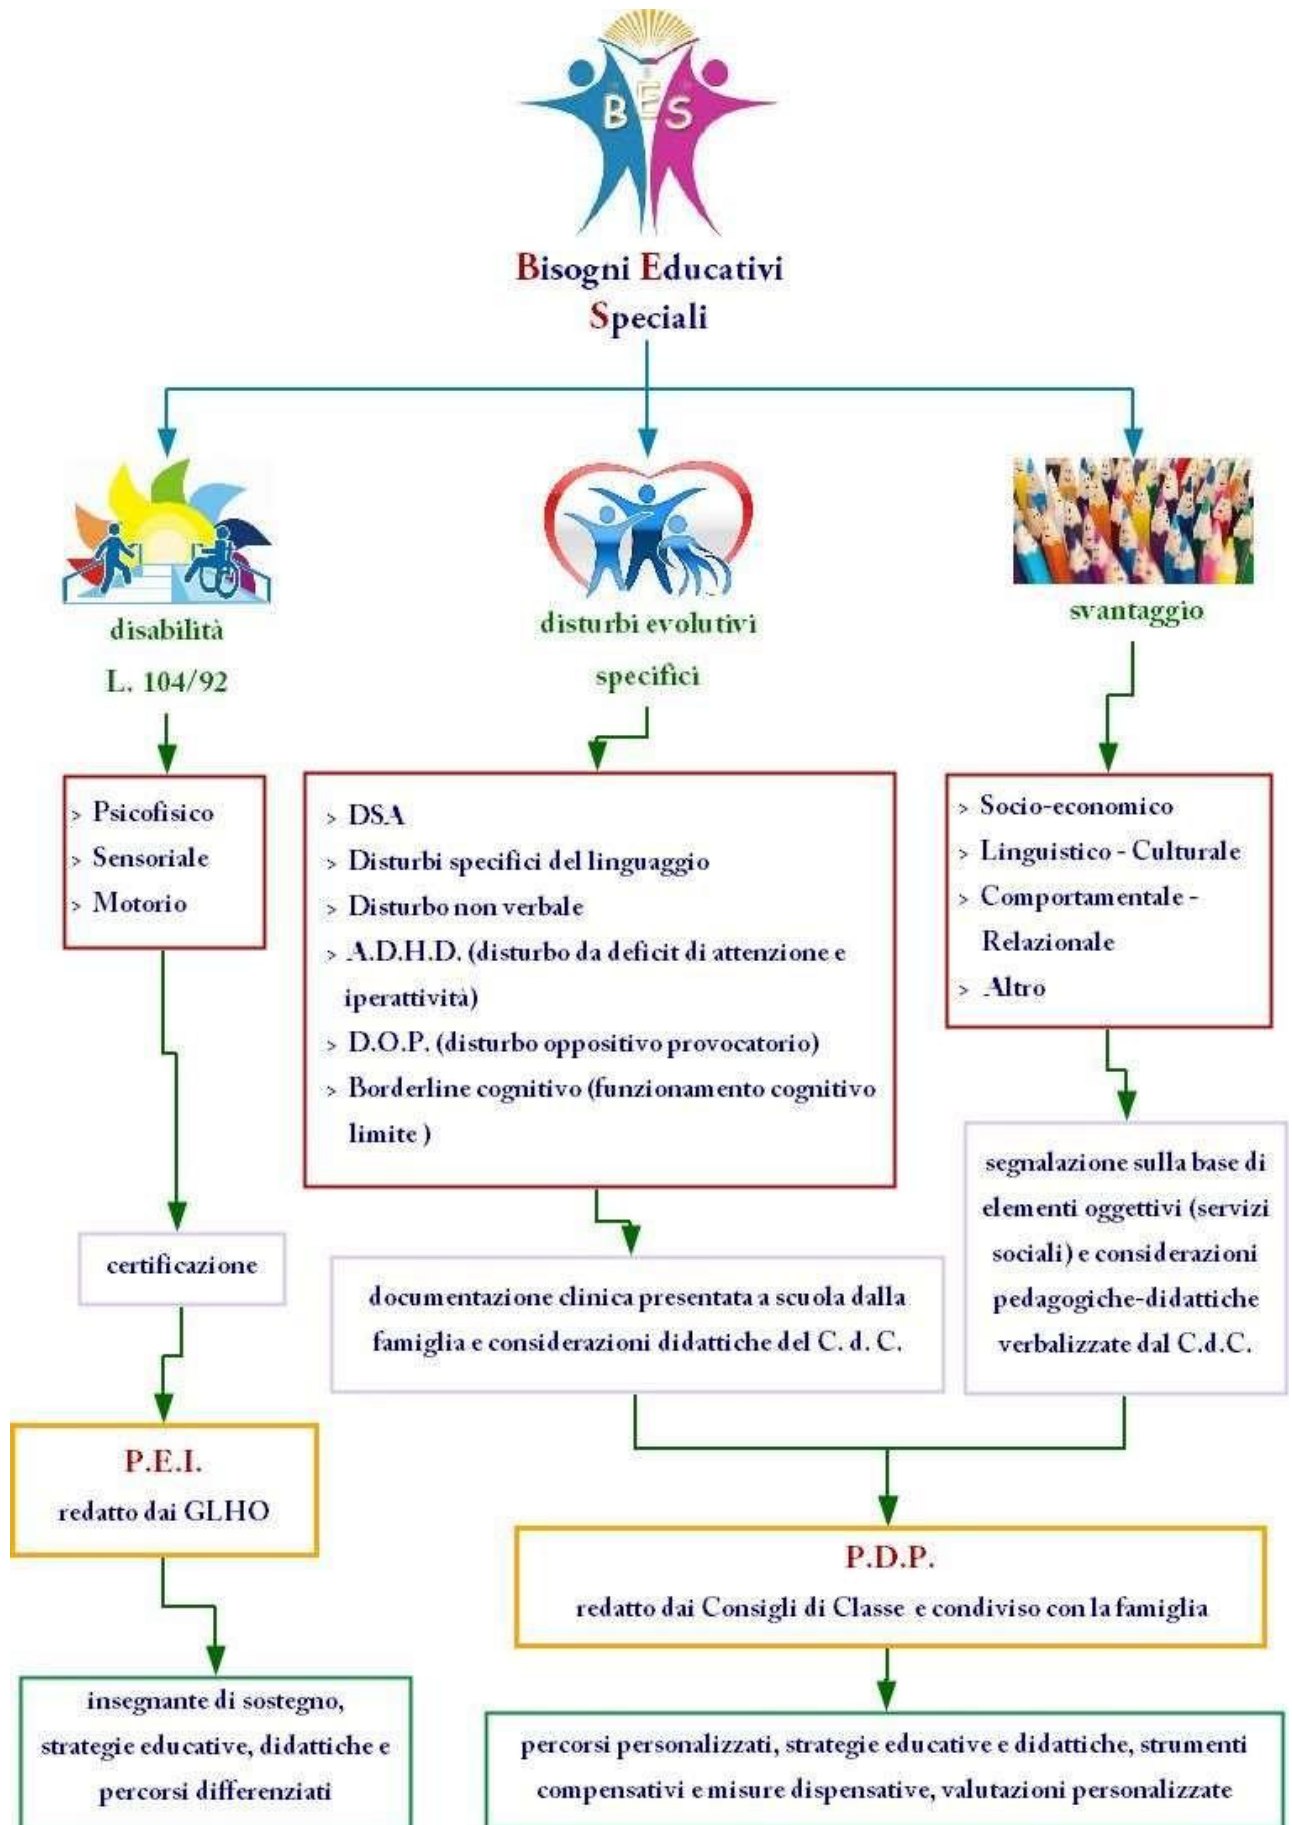 BES
Bisogni Educativi
Speciali
disabilità
L. 104/92
disturbi evolutivi
specifici
svantaggio
> Psicofisico
> Sensoriale
> Motorio
> DSA
> Disturbi specifici del linguaggio
> Disturbo non verbale
> A.D.H.D. (disturbo da deficit di attenzione e
iperattività)
> D.O.P. (disturbo oppositivo provocatorio)
> Borderline cognitivo (funzionamento cognitivo
limite )
> Socio-economico
> Linguistico - Culturale
> Comportamentale -
Relazionale
> Altro
certificazione
documentazione clinica presentata a scuola dalla
famiglia e considerazioni didattiche del C. d. C.
segnalazione sulla base di
elementi oggettivi (servizi
sociali) e considerazioni
pedagogiche-didattiche
verbalizzate dal C.d.C.
P.E.I.
redatto dai GLHO
P.D.P.
redatto dai Consigli di Classe e condiviso con la famiglia
insegnante di sostegno,
strategie educative, didattiche e
percorsi differenziati
percorsi personalizzati, strategie educative e didattiche, strumenti
compensativi e misure dispensative, valutazioni personalizzate